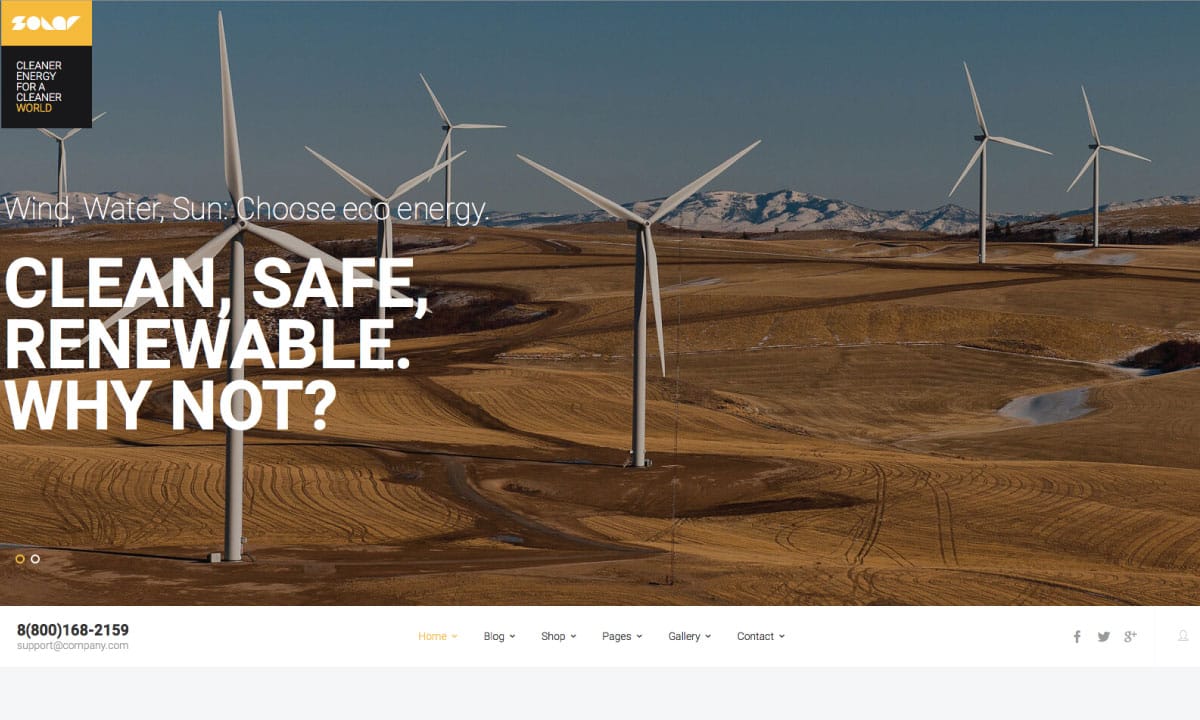 SOLAR
CLEANER
ENERGY
FOR A
CLEANER
WORLD
Wind, Water, Sun: Choose eco energy.
CLEAN, SAFE,
RENEWABLE.
WHY NOT?
8(800)168-2159
support@company.com
Home Blog Shop Pages Gallery Contact
f g+